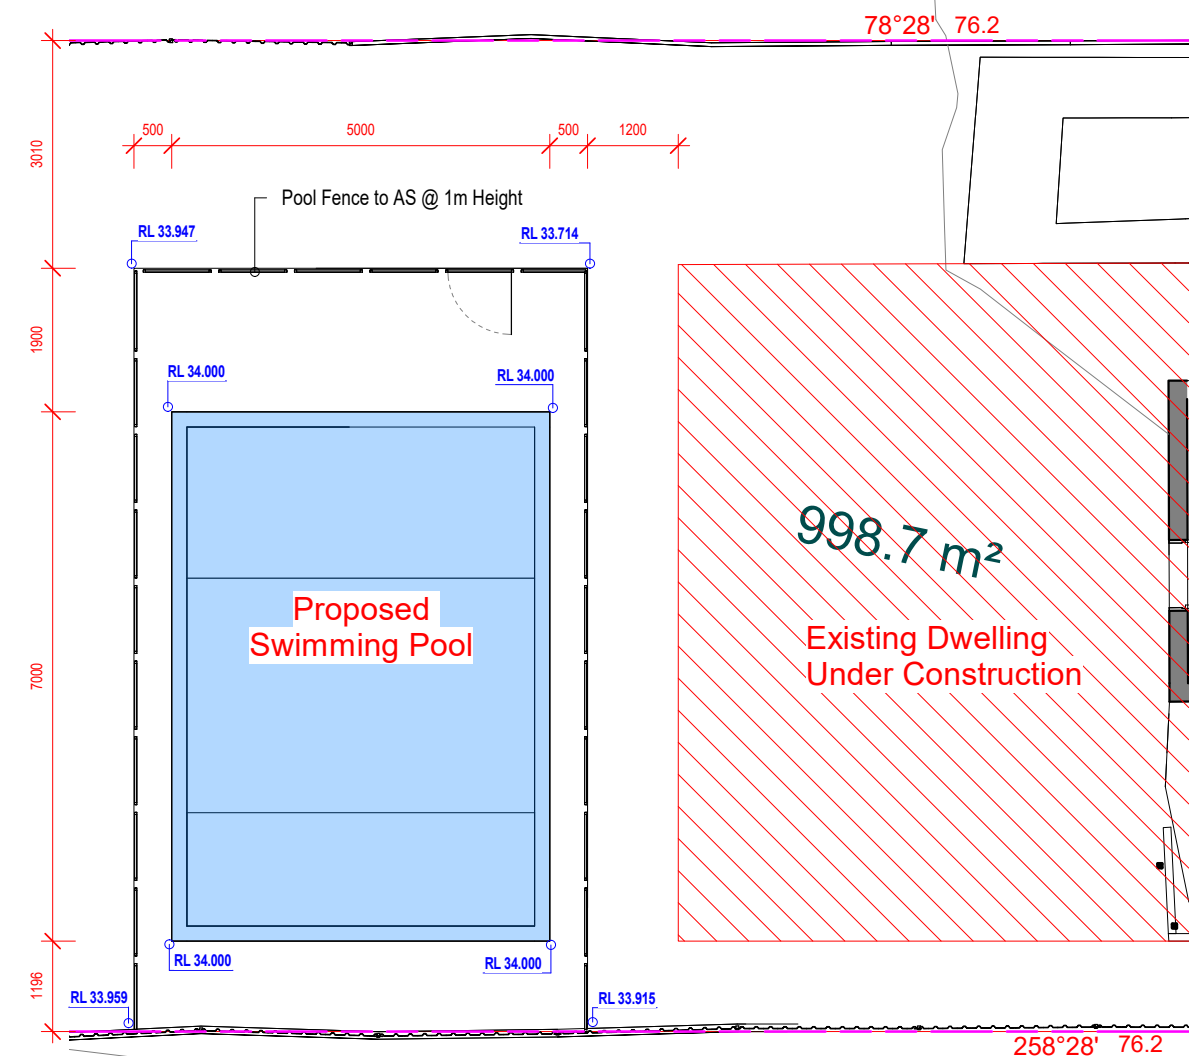 78°28' 76.2
500 5000 500 1200
3010
Pool Fence to AS @ 1m Height
RL 33.947
RL 33.714
1900
RL 34.000
RL 34.000
998.7 m²
Proposed
Swimming Pool
Existing Dwelling
Under Construction
7000
RL 34.000
RL 34.000
1196
RL 33.959
RL 33.915
258°28' 76.2